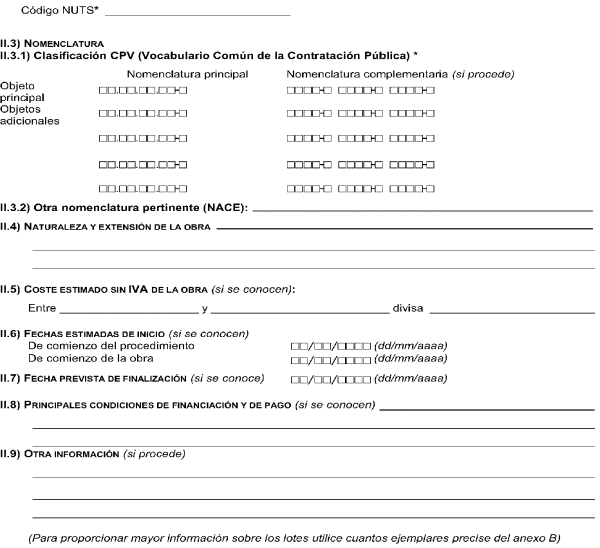 Código NUTS* 
II.3) NOMENCLATURA
II.3.1) Clasificación CPV (Vocabulario Común de la Contratación Pública) *
Nomenclatura principal Nomenclatura complementaria (si procede)
Objeto
principal □□.□□.□□.□□-□ □□□□-□ □□□□-□ □□□□-□
Objetos
adicionales □□.□□.□□.□□-□ □□□□-□ □□□□-□ □□□□-□
□□.□□.□□.□□-□ □□□□-□ □□□□-□ □□□□-□
□□.□□.□□.□□-□ □□□□-□ □□□□-□ □□□□-□
□□.□□.□□.□□-□ □□□□-□ □□□□-□ □□□□-□
II.3.2) Otra nomenclatura pertinente (NACE):
II.4) NATURALEZA Y EXTENSIÓN DE LA OBRA
II.5) COSTE ESTIMADO SIN IVA DE LA OBRA (si se conocen):
Entre y divisa
II.6) FECHAS ESTIMADAS DE INICIO (si se conocen)
De comienzo del procedimiento □□/□□/□□□□ (dd/mm/aaaa)
De comienzo de la obra □□/□□/□□□□ (dd/mm/aaaa)
II.7) FECHA PREVISTA DE FINALIZACIÓN (si se conoce) □□/□□/□□□□ (dd/mm/aaaa)
II.8) PRINCIPALES CONDICIONES DE FINANCIACIÓN Y DE PAGO (si se conocen)
II.9) OTRA INFORMACIÓN (si procede)
(Para proporcionar mayor información sobre los lotes utilice cuantos ejemplares precise del anexo B)